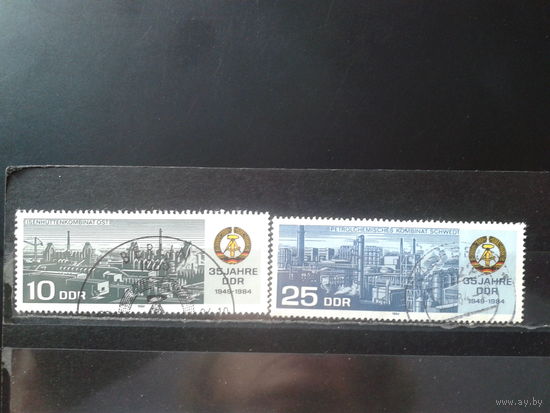 EISENHÜTTENKOMBINAT OST
10 DDR
35 JAHRE
DDR
1949-1984
PETROLCHEMISCHES KOMBINAT SCHWEDT
25 DDR
35 JAHRE
DDR
1949-1984
www.ay.by